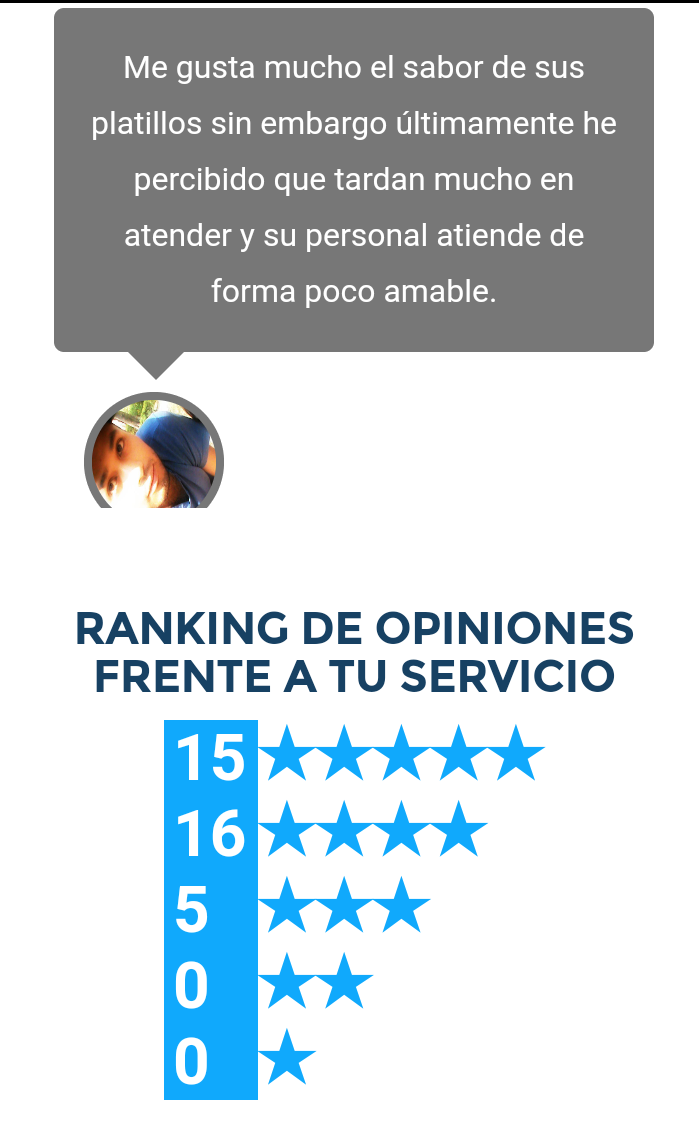 Me gusta mucho el sabor de sus
platillos sin embargo últimamente he
percibido que tardan mucho en
atender y su personal atiende de
forma poco amable.
RANKING DE OPINIONES
FRENTE A TU SERVICIO
15
16
5
0
0